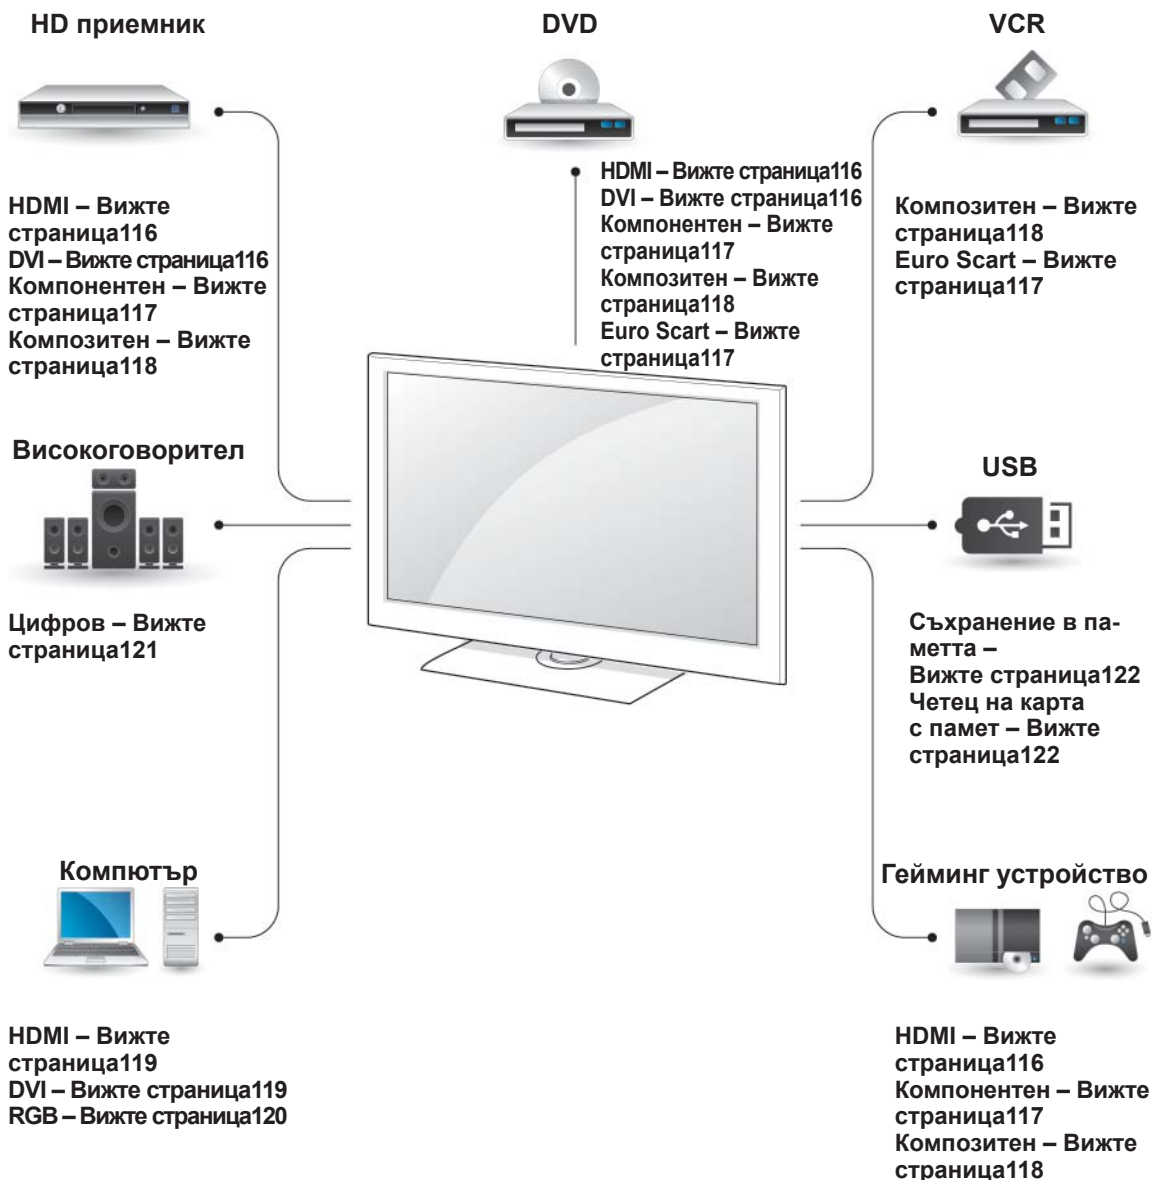 HD приемник
HDMI – Вижте
страница116
DVI – Вижте страница116
Компонентен – Вижте
страница117
Композитен – Вижте
страница118
DVD
HDMI – Вижте страница116
DVI – Вижте страница116
Компонентен – Вижте
страница117
Композитен – Вижте
страница118
Euro Scart – Вижте
страница117
VCR
Композитен – Вижте
страница118
Euro Scart – Вижте
страница117
Високоговорител
Цифров – Вижте
страница121
USB
Съхранение в па-
метта –
Вижте страница122
Четец на карта
с памет – Вижте
страница122
Компютър
HDMI – Вижте
страница119
DVI – Вижте страница119
RGB – Вижте страница120
Гейминг устройство
HDMI – Вижте
страница116
Компонентен – Вижте
страница117
Композитен – Вижте
страница118